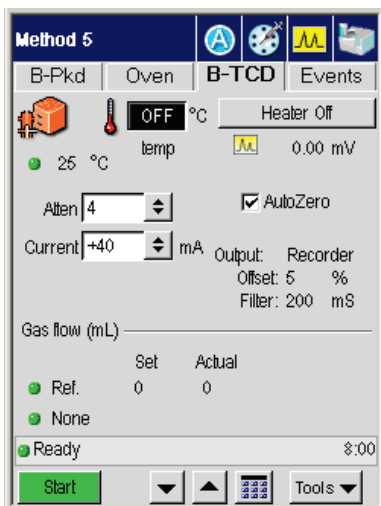 Method 5
B-Pkd Oven B-TCD Events
OFF °C Heater Off
temp 0.00 mV
25 °C
Atten 4 AutoZero
Current +40 mA
Output: Recorder
Offset: 5 %
Filter: 200 mS
Gas flow (mL)
Set Actual
Ref. 0 0
None
Ready 8:00
Start Tools